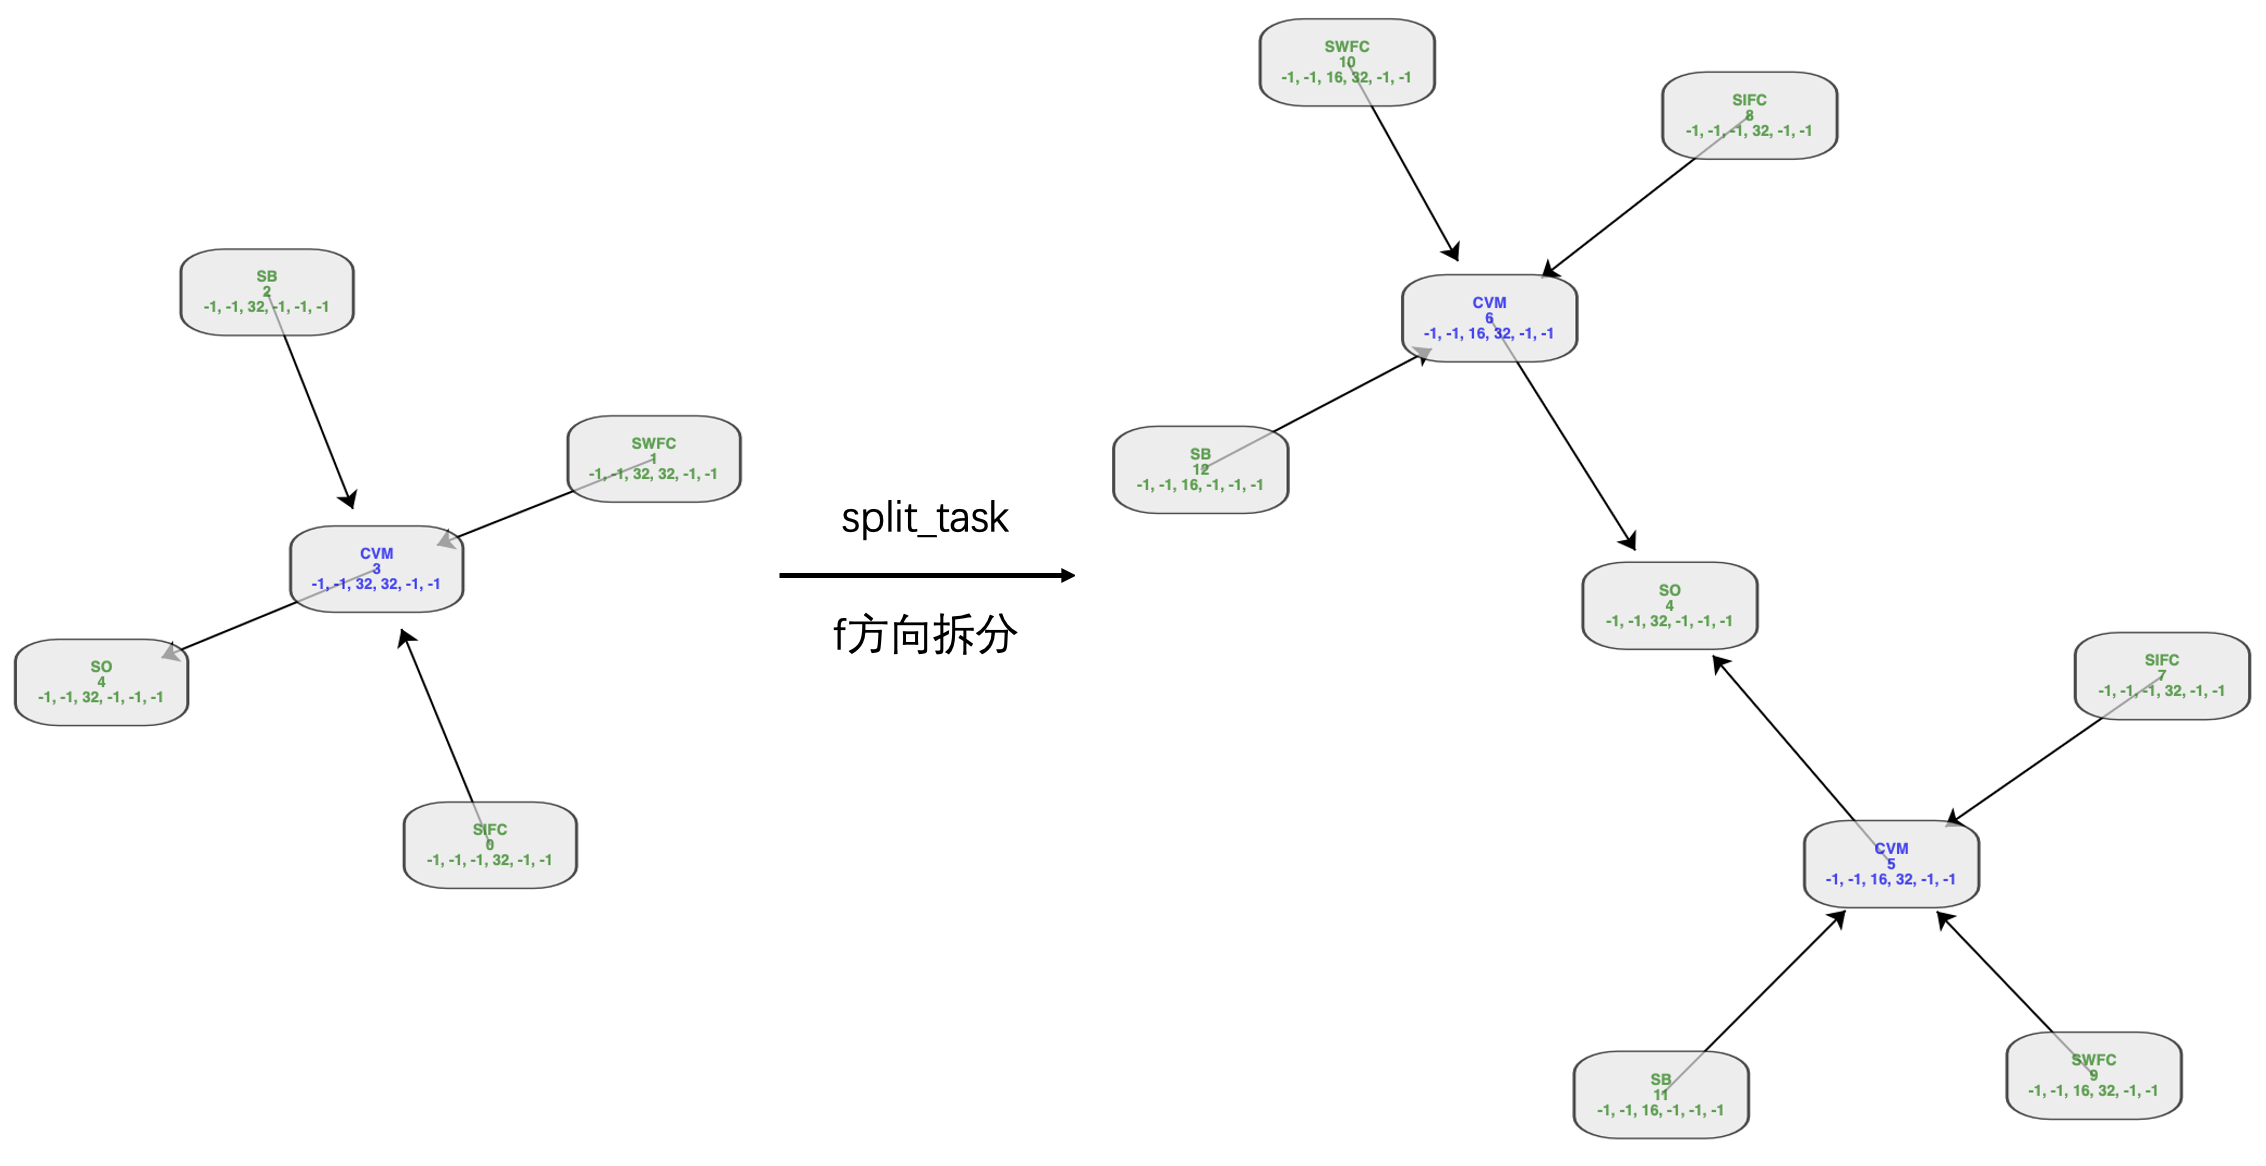 SB
2
-1, -1, 32, -1, -1, -1
SWFC
1
-1, -1, 32, 32, -1, -1
CVM
3
-1, -1, 32, 32, -1, -1
SO
4
-1, -1, 32, -1, -1, -1
SIFC
0
-1, -1, -1, 32, -1, -1
split_task
f方向拆分
SWFC
10
-1, -1, 16, 32, -1, -1
SIFC
8
-1, -1, -1, 32, -1, -1
CVM
6
-1, -1, 16, 32, -1, -1
SB
12
-1, -1, 16, -1, -1, -1
SO
4
-1, -1, 32, -1, -1, -1
SIFC
7
-1, -1, -1, 32, -1, -1
CVM
5
-1, -1, 16, 32, -1, -1
SB
11
-1, -1, 16, -1, -1, -1
SWFC
9
-1, -1, 16, 32, -1, -1